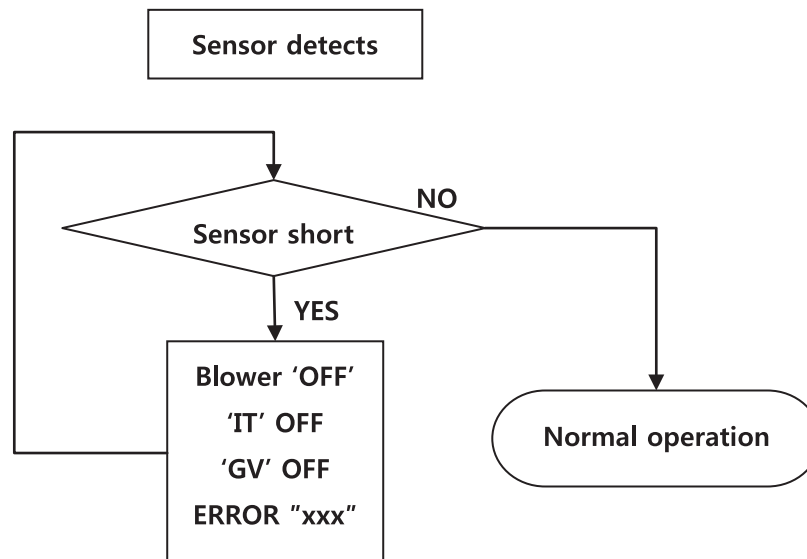 Sensor detects
NO
Sensor short
YES
Blower ‘OFF’
‘IT’ OFF
‘GV’ OFF
ERROR ”xxx”
Normal operation